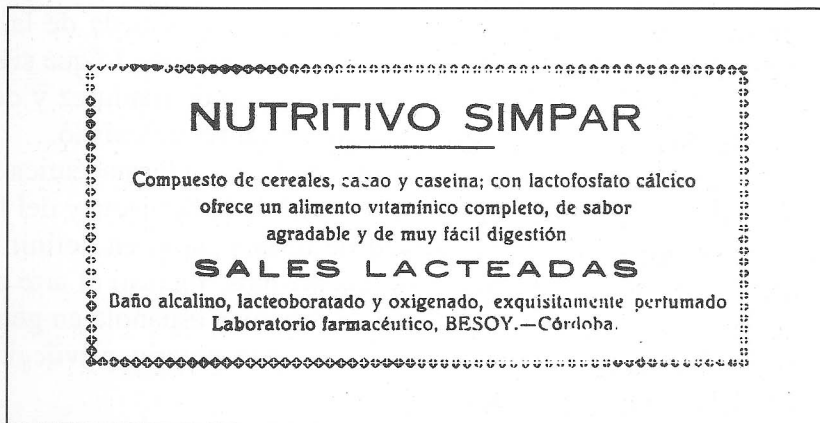 NUTRITIVO SIMPAR
Compuesto de cereales, cacao y caseina; con lactofosfato cálcico
ofrece un alimento vitamínico completo, de sabor
agradable y de muy fácil digestión
SALES LACTEADAS
Baño alcalino, lacteoboratado y oxigenado, exquisitamente perfumado
Laboratorio farmacéutico, BESOY.—Córdoba.